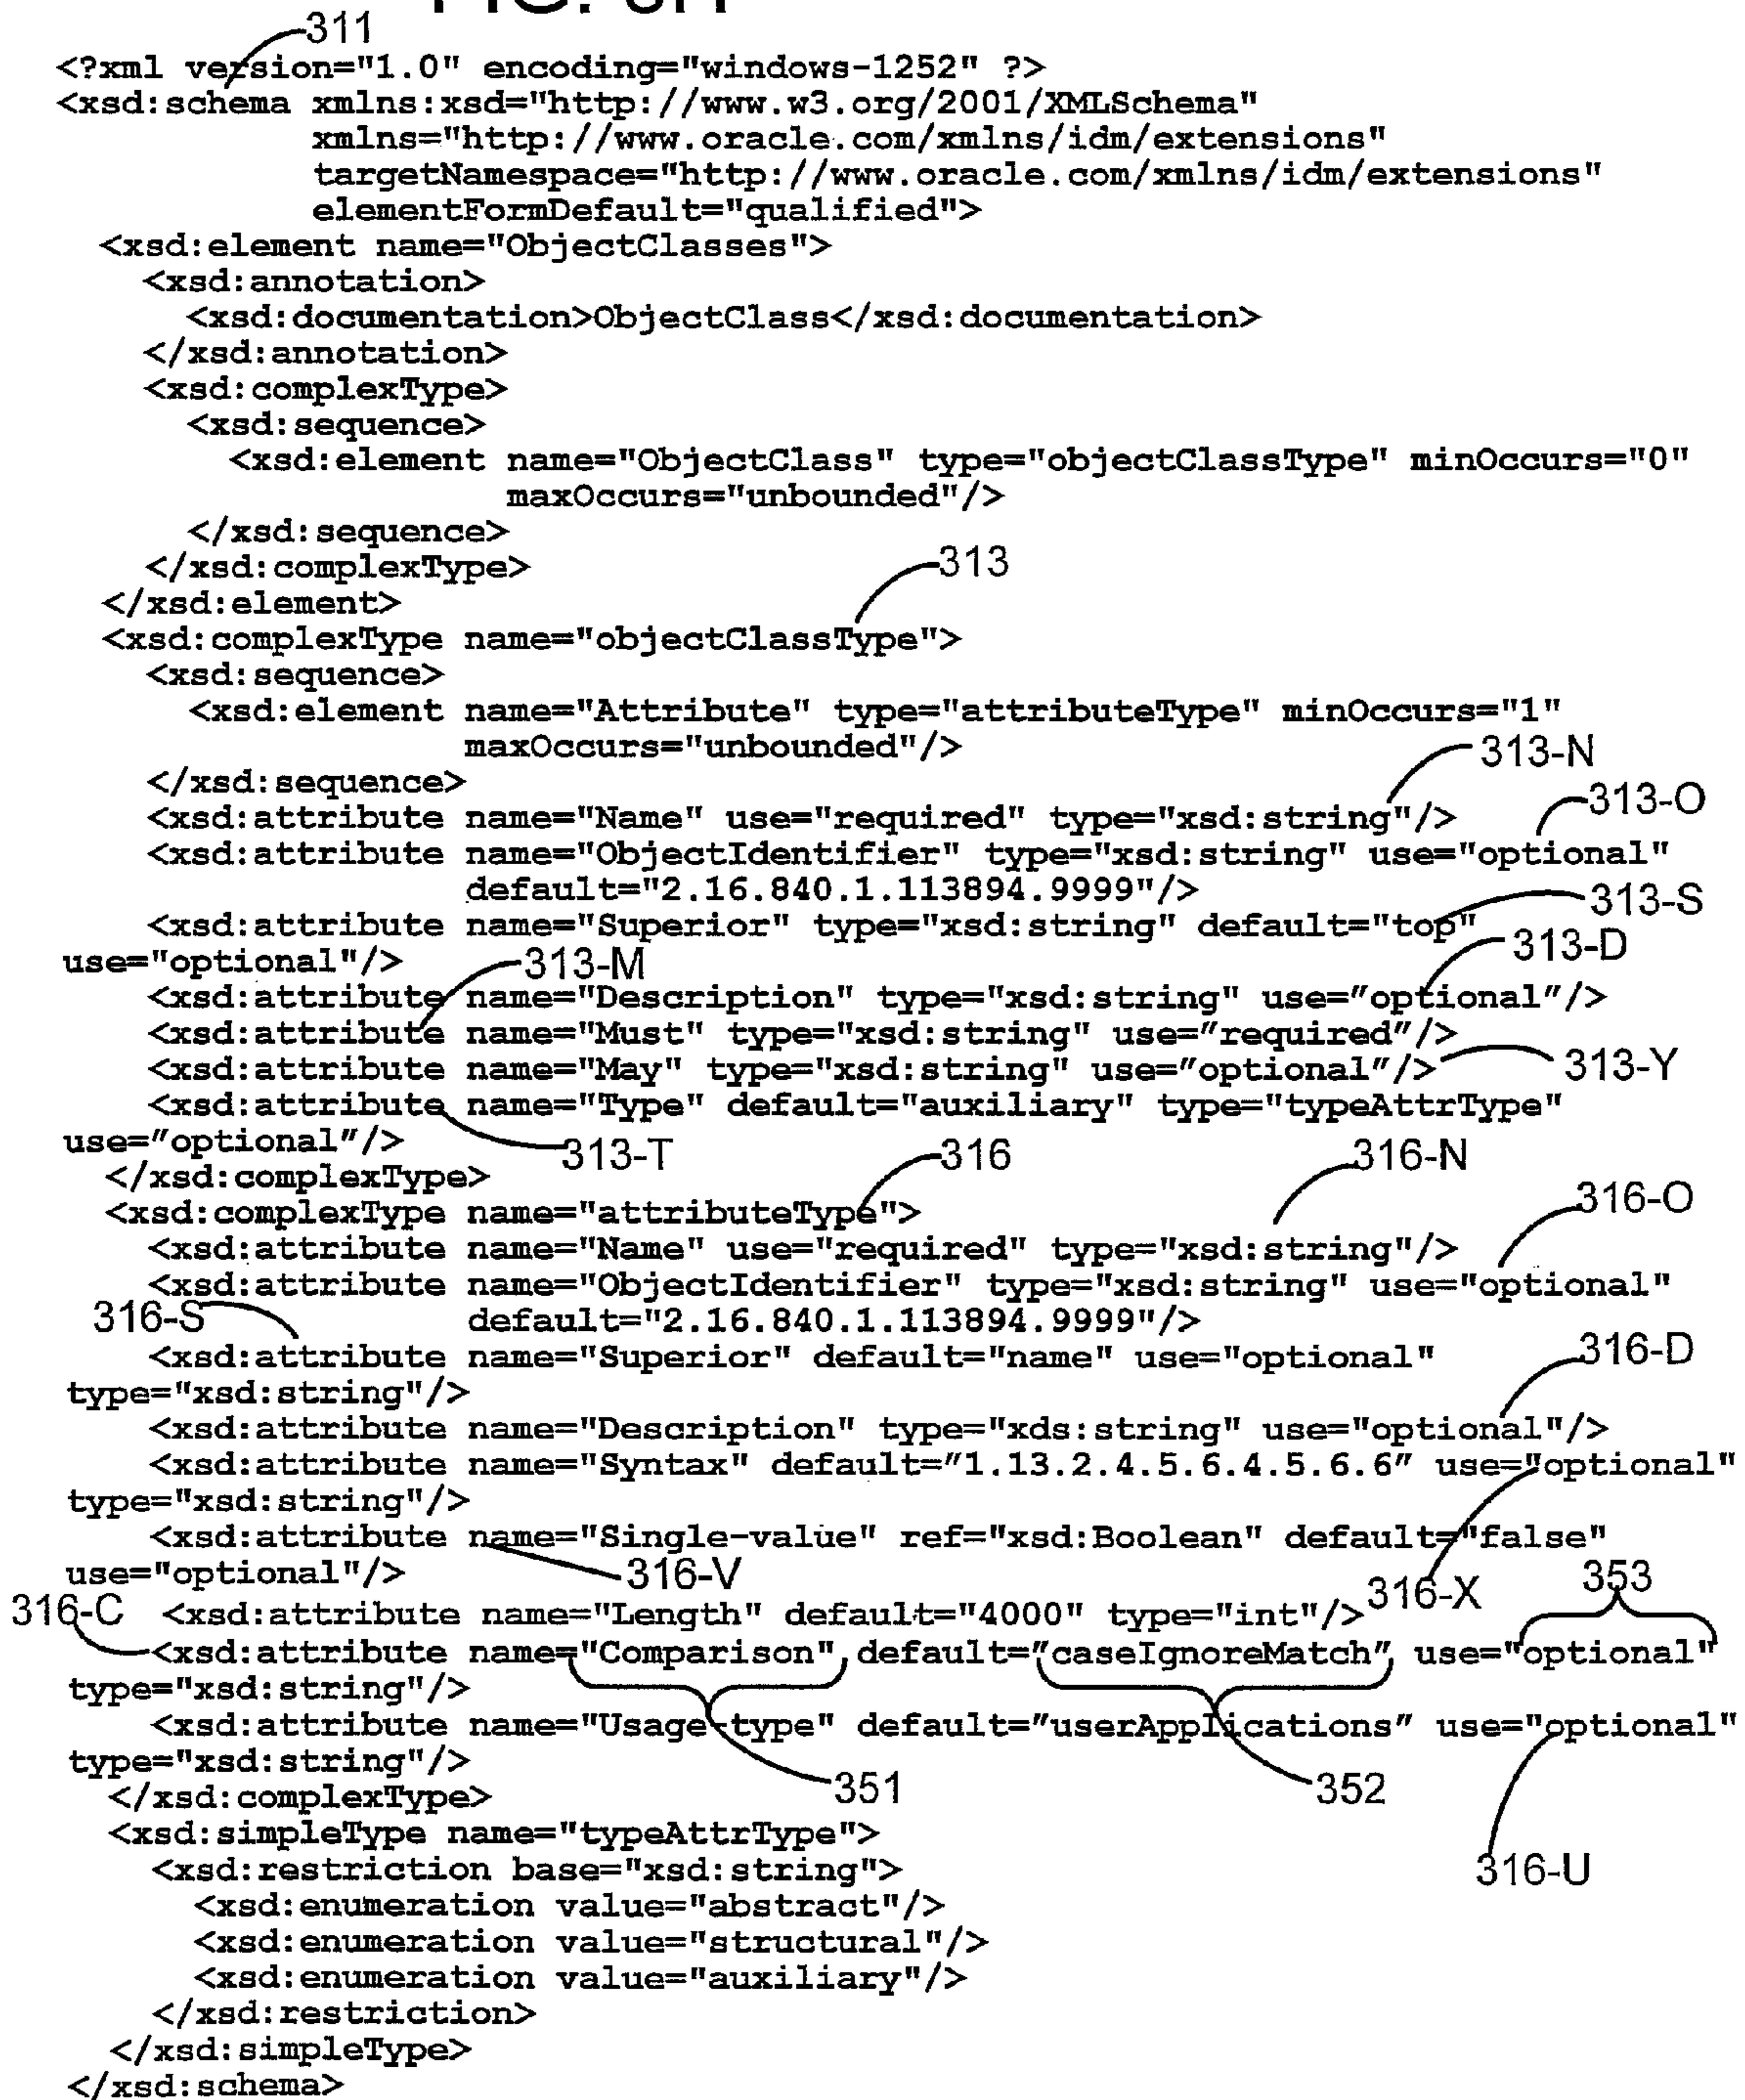 FIG.
311
<?xml version="1.0" encoding="windows-1252" ?>
<xsd:schema xmlns:xsd="http://www.w3.org/2001/XMLSchema"
xmlns="http://www.oracle.com/xmlns/idm/extensions"
targetNamespace="http://www.oracle.com/xmlns/idm/extensions"
elementFormDefault="qualified">
<xsd:element name="ObjectClasses">
<xsd:annotation>
<xsd:documentation>ObjectClass</xsd:documentation>
</xsd:annotation>
<xsd:complexType>
<xsd:sequence>
<xsd:element name="ObjectClass" type="objectClassType" minOccurs="0"
maxOccurs="unbounded"/>
</xsd:sequence>
</xsd:complexType>
313
</xsd:element>
<xsd:complexType name="objectClassType">
<xsd:sequence>
<xsd:element name="Attribute" type="attributeType" minOccurs="1"
maxOccurs="unbounded"/>
313-N
</xsd:sequence>
313-O
<xsd:attribute name="Name" use="required" type="xsd:string"/>
<xsd:attribute name="ObjectIdentifier" type="xsd:string" use="optional"
default="2.16.840.1.113894.9999"/>
313-S
<xsd:attribute name="Superior" type="xsd:string" default="top"
313-D
use="optional"/>
313-M
<xsd:attribute name="Description" type="xsd:string" use="optional"/>
<xsd:attribute name="Must" type="xsd:string" use="required"/>
<xsd:attribute name="May" type="xsd:string" use="optional"/>
313-Y
<xsd:attribute name="Type" default="auxiliary" type="typeAttrType"
use="optional"/>
313-T
316
316-N
</xsd:complexType>
316-O
<xsd:complexType name="attributeType">
<xsd:attribute name="Name" use="required" type="xsd:string"/>
<xsd:attribute name="ObjectIdentifier" type="xsd:string" use="optional"
316-S
default="2.16.840.1.113894.9999"/>
<xsd:attribute name="Superior" default="name" use="optional"
316-D
type="xsd:string"/>
<xsd:attribute name="Description" type="xds:string" use="optional"/>
<xsd:attribute name="Syntax" default="1.13.2.4.5.6.4.5.6.6" use="optional"
type="xsd:string"/>
<xsd:attribute name="Single-value" ref="xsd:Boolean" default="false"
use="optional"/>
316-V
316-X
353
316-C
<xsd:attribute name="Length" default="4000" type="int"/>
<xsd:attribute name="Comparison" default="caseIgnoreMatch" use="optional"
type="xsd:string"/>
<xsd:attribute name="Usage-type" default="userApplications" use="optional"
type="xsd:string"/>
351
352
</xsd:complexType>
<xsd:simpleType name="typeAttrType">
<xsd:restriction base="xsd:string">
316-U
<xsd:enumeration value="abstract"/>
<xsd:enumeration value="structural"/>
<xsd:enumeration value="auxiliary"/>
</xsd:restriction>
</xsd:simpleType>
</xsd:schema>